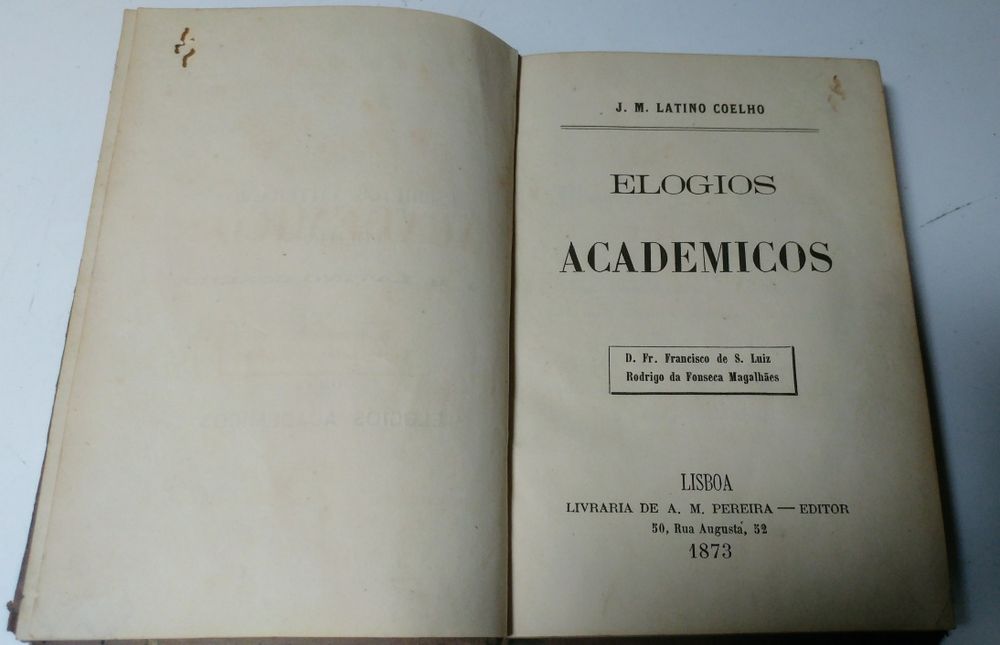 J. M. LATINO COELHO
ELOGIOS
ACADEMICOS
D. Fr. Francisco de S. Luiz
Rodrigo da Fonseca Magalhães
LISBOA
LIVRARIA DE A. M. PEREIRA — EDITOR
50, Rua Augusta, 52
1873